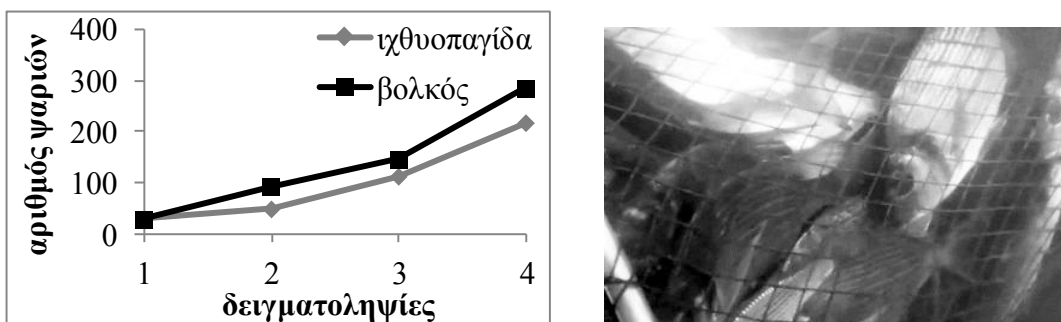 400
300
200
100
0
αριθμός ψαριών
ιχθυοπαγίδα
βολκός
1 2 3 4
δειγματοληψίες